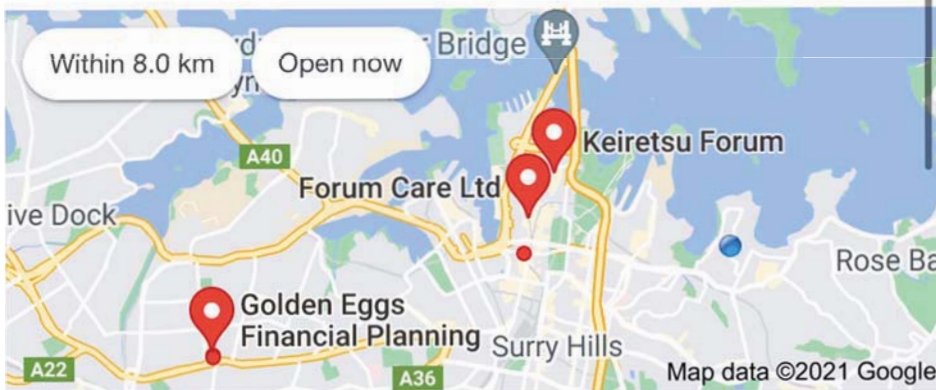 Bridge
Within 8.0 km
Open now
A40
Keiretsu Forum
Forum Care Ltd
ive Dock
Rose Ba
Golden Eggs
Financial Planning
Surry Hills
A22
A36
Map data ©2021 Google